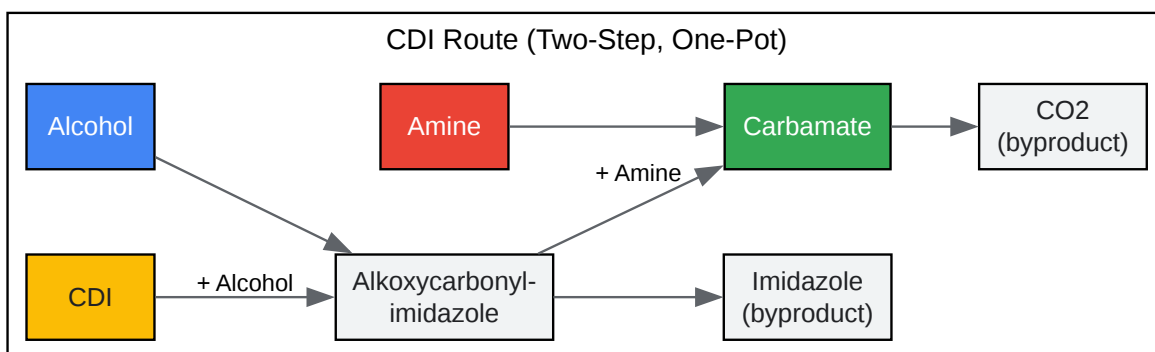 CDI Route (Two-Step, One-Pot)
Alcohol
Amine
Carbamate
CO2
(byproduct)
+ Amine
CDI
+ Alcohol
Alkoxycarbonyl-
imidazole
Imidazole
(byproduct)